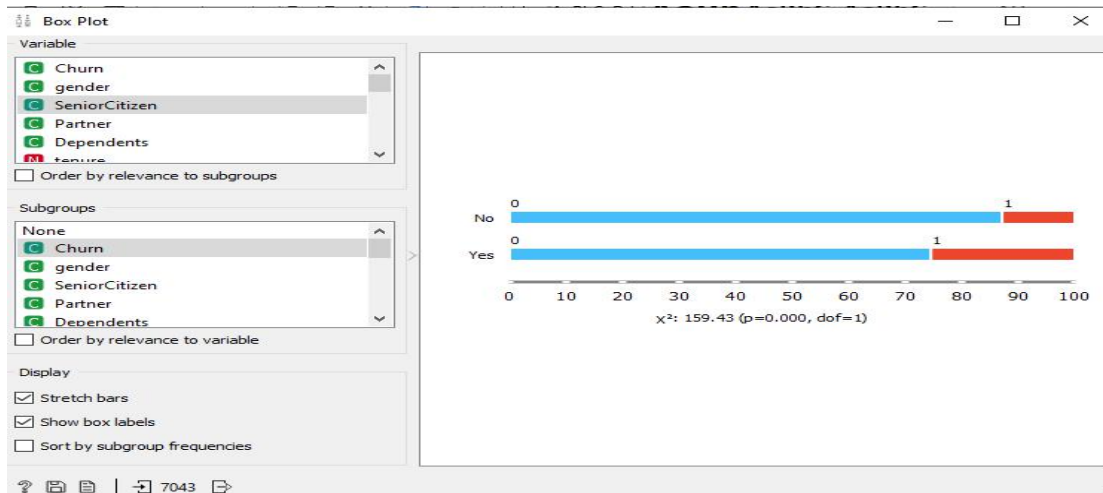 Box Plot
Variable
C Churn
C gender
C SeniorCitizen
C Partner
C Dependents
N tenure
Order by relevance to subgroups
Subgroups
None
C Churn
C gender
C SeniorCitizen
C Partner
C Dependents
Order by relevance to variable
Display
Stretch bars
Show box labels
Sort by subgroup frequencies
? 7043
0 1
No
0 1
Yes
0 10 20 30 40 50 60 70 80 90 100
χ²: 159.43 (p=0.000, dof=1)